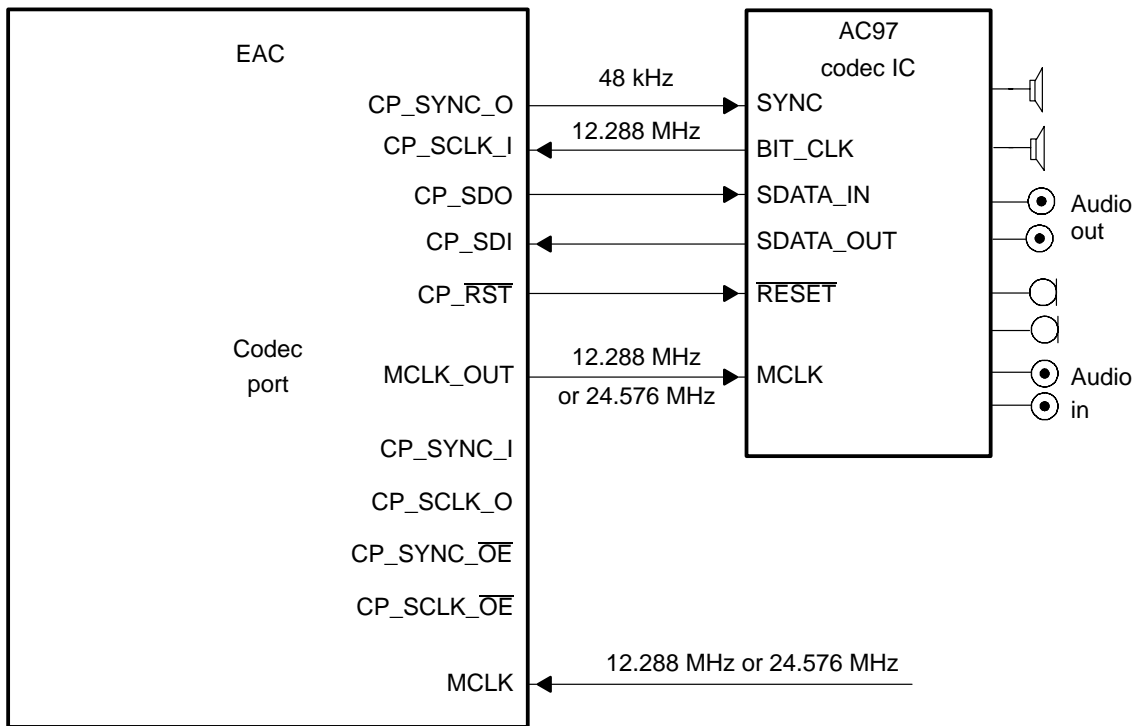 EAC
AC97
codec IC
CP_SYNC_O
48 kHz
SYNC
CP_SCLK_I
12.288 MHz
BIT_CLK
CP_SDO
SDATA_IN
CP_SDI
SDATA_OUT
CP_RST
RESET
Audio
out
Codec
port
MCLK_OUT
12.288 MHz
or 24.576 MHz
MCLK
Audio
in
CP_SYNC_I
CP_SCLK_O
CP_SYNC_OE
CP_SCLK_OE
MCLK
12.288 MHz or 24.576 MHz